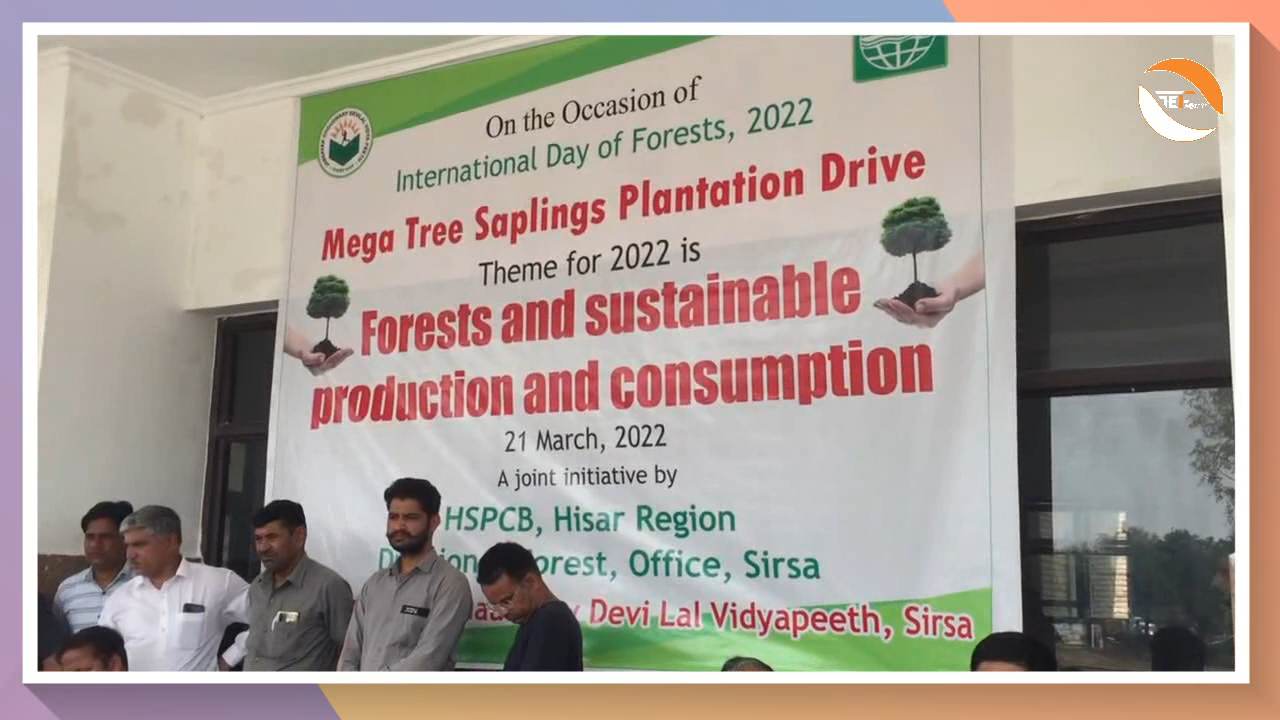 On the Occasion of
International Day of Forests, 2022
Mega Tree Saplings Plantation Drive
Theme for 2022 is
Forests and sustainable
production and consumption
21 March, 2022
A joint initiative by
HSPCB, Hisar Region
Office, Sirsa
Devi Lal Vidyapeeth, Sirsa